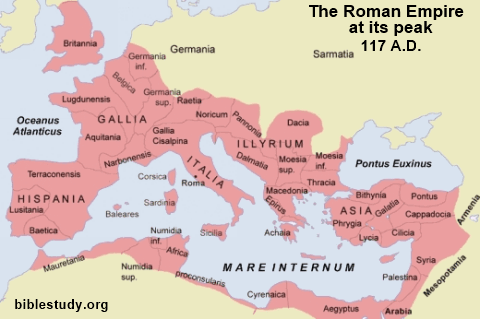 The Roman Empire
at its peak
117 A.D.
Britannia
Germania
Sarmatia
Germania
inf.
Belgica
Germania
sup.
Lugdunensis
Raetia
Oceanus
Atlanticus
GALLIA
Noricum
Pannonia
Dacia
Aquitania
Gallia
Cisalpina
ILLYRIUM
Narbonensis
Dalmatia
Moesia
sup.
Moesia
inf.
Pontus Euxinus
ITALIA
Terraconensis
Corsica
Roma
Macedonia
Thracia
HISPANIA
Bithynia
Pontus
Armenia
Lusitania
Sardinia
Epirus
ASIA
Galatia
Cappadocia
Baleares
Phrygia
Baetica
Numidia
inf.
Sicilia
Achaia
Lycia
Cilicia
Africa
Mauretania
Numidia
sup.
proconsularis
MARE INTERNUM
Syria
Mesopotamia
Palestina
Cyrenaica
Aegyptus
Arabia
biblestudy.org